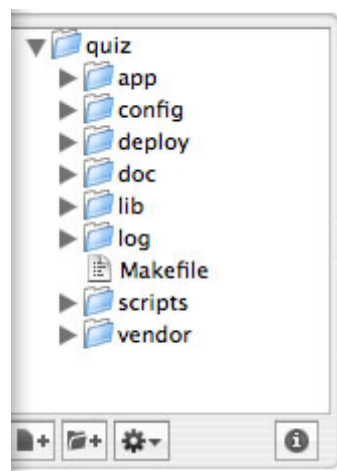 quiz
app
config
deploy
doc
lib
log
Makefile
scripts
vendor